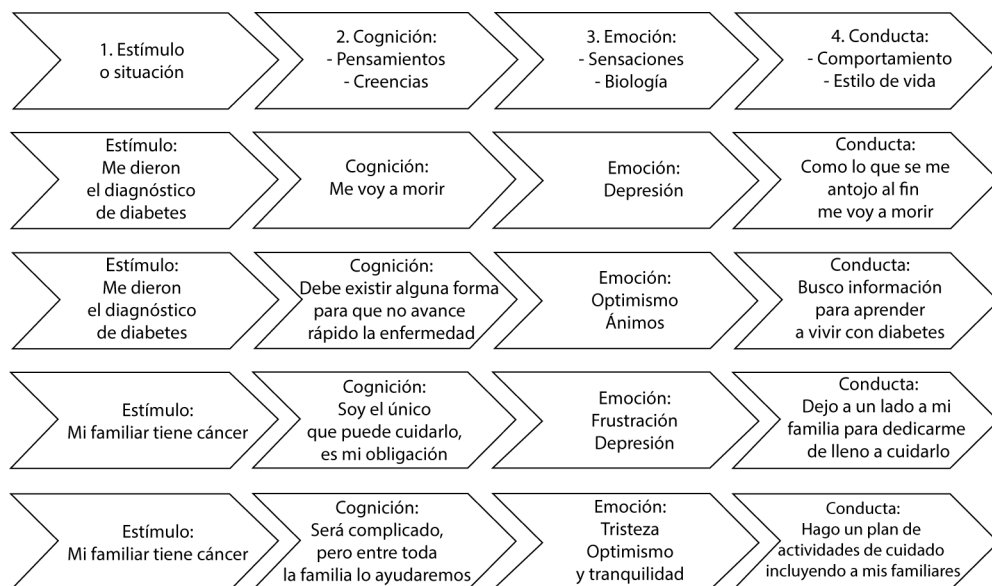 1. Estímulo
o situación
2. Cognición:
- Pensamientos
- Creencias
3. Emoción:
- Sensaciones
- Biología
4. Conducta:
- Comportamiento
- Estilo de vida
Estímulo:
Me dieron
el diagnóstico
de diabetes
Cognición:
Me voy a morir
Emoción:
Depresión
Conducta:
Como lo que se me
antojo al fin
me voy a morir
Estímulo:
Me dieron
el diagnóstico
de diabetes
Cognición:
Debe existir alguna forma
para que no avance
rápido la enfermedad
Emoción:
Optimismo
Ánimos
Conducta:
Busco información
para aprender
a vivir con diabetes
Estímulo:
Mi familiar tiene cáncer
Cognición:
Soy el único
que puede cuidarlo,
es mi obligación
Emoción:
Frustración
Depresión
Conducta:
Dejo a un lado a mi
familia para dedicarme
de lleno a cuidarlo
Estímulo:
Mi familiar tiene cáncer
Cognición:
Será complicado,
pero entre toda
la familia lo ayudaremos
Emoción:
Tristeza
Optimismo
y tranquilidad
Conducta:
Hago un plan de
actividades de cuidado
incluyendo a mis familiares